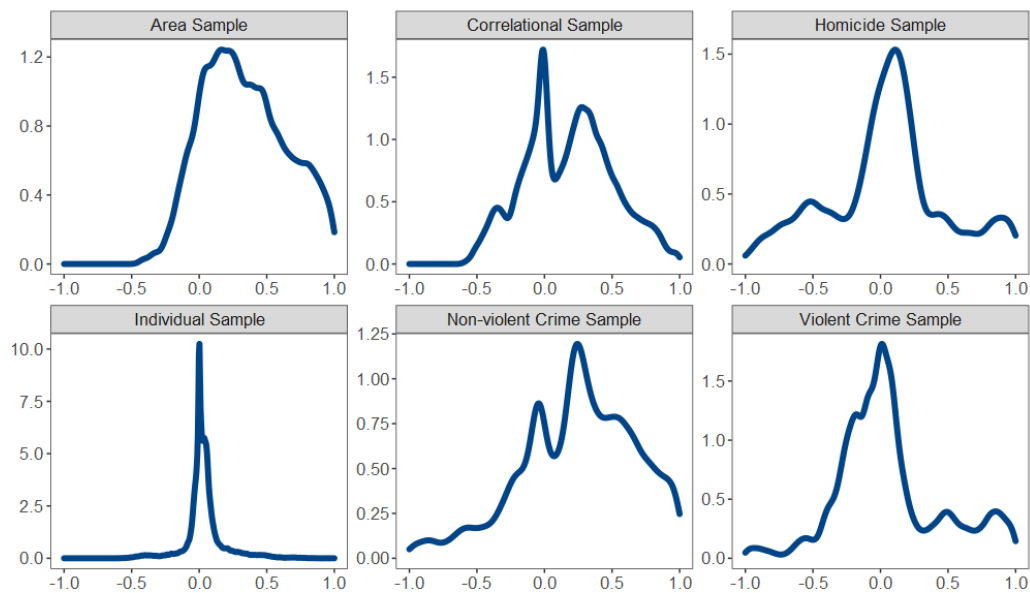 Area Sample
1.2
0.8
0.4
0.0
-1.0 -0.5 0.0 0.5 1.0
Correlational Sample
1.5
1.0
0.5
0.0
-1.0 -0.5 0.0 0.5 1.0
Homicide Sample
1.5
1.0
0.5
0.0
-1.0 -0.5 0.0 0.5 1.0
Individual Sample
10.0
7.5
5.0
2.5
0.0
-1.0 -0.5 0.0 0.5 1.0
Non-violent Crime Sample
1.25
1.00
0.75
0.50
0.25
0.00
-1.0 -0.5 0.0 0.5 1.0
Violent Crime Sample
1.5
1.0
0.5
0.0
-1.0 -0.5 0.0 0.5 1.0